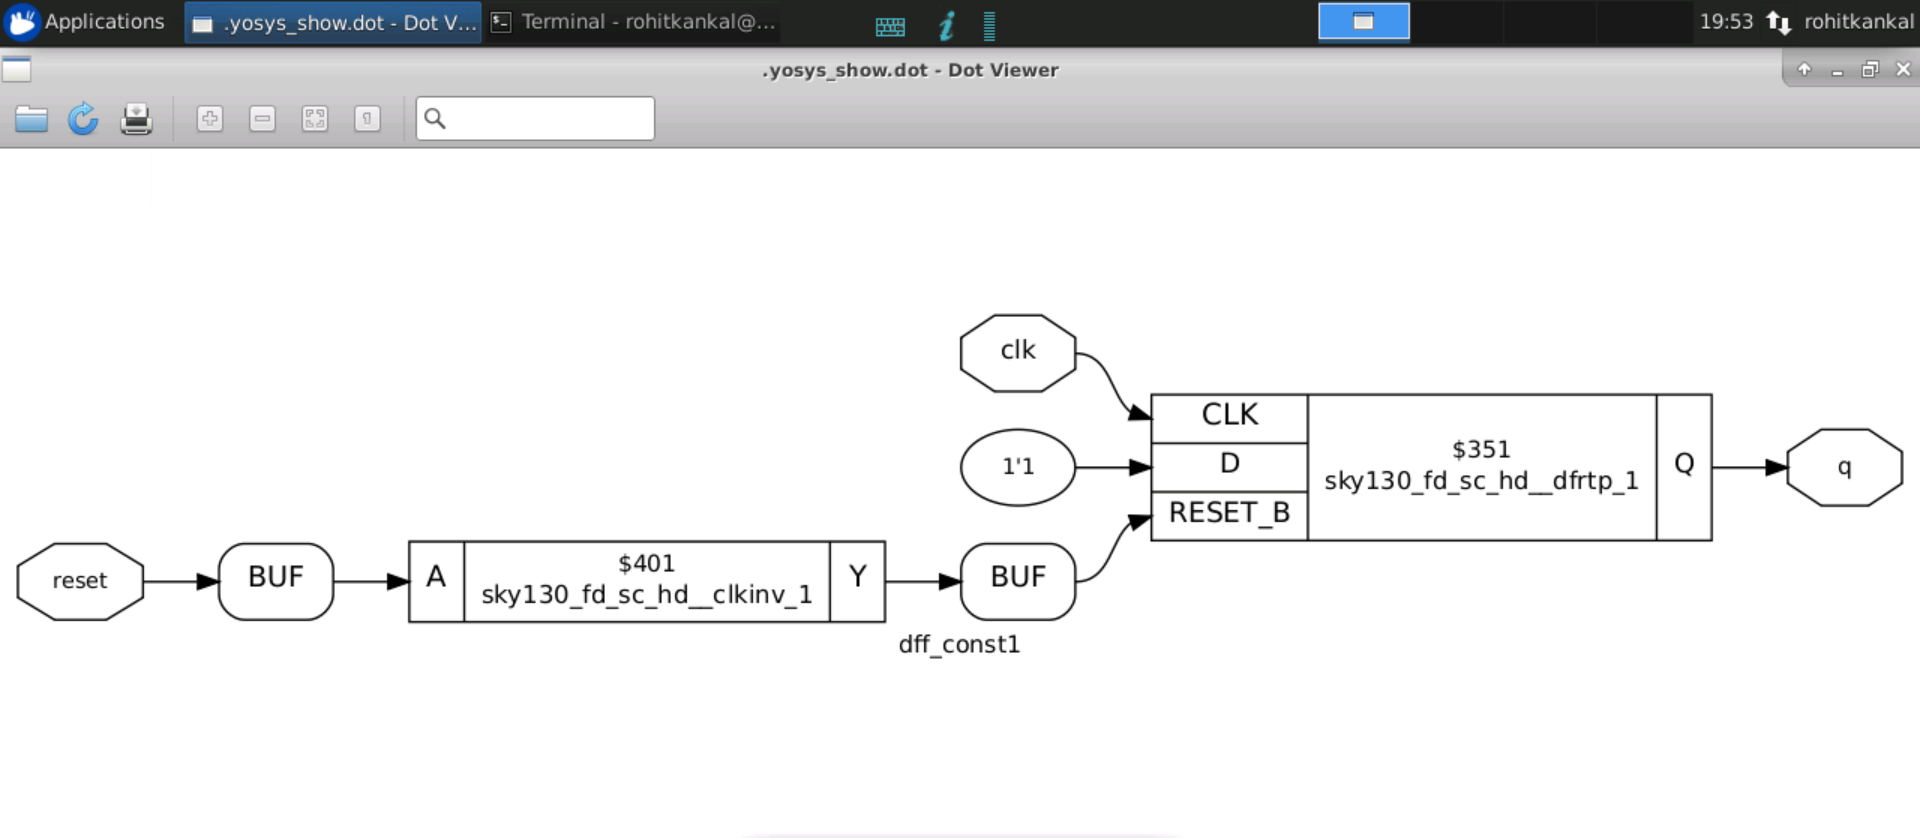 Applications
.yosys_show.dot - Dot V...
Terminal - rohitkankal@...
19:53
rohitkankal
.yosys_show.dot - Dot Viewer
clk
CLK
1'1
D
$351
sky130_fd_sc_hd__dfrtp_1
Q
q
RESET_B
reset
BUF
A
$401
sky130_fd_sc_hd__clkinv_1
Y
BUF
dff_const1